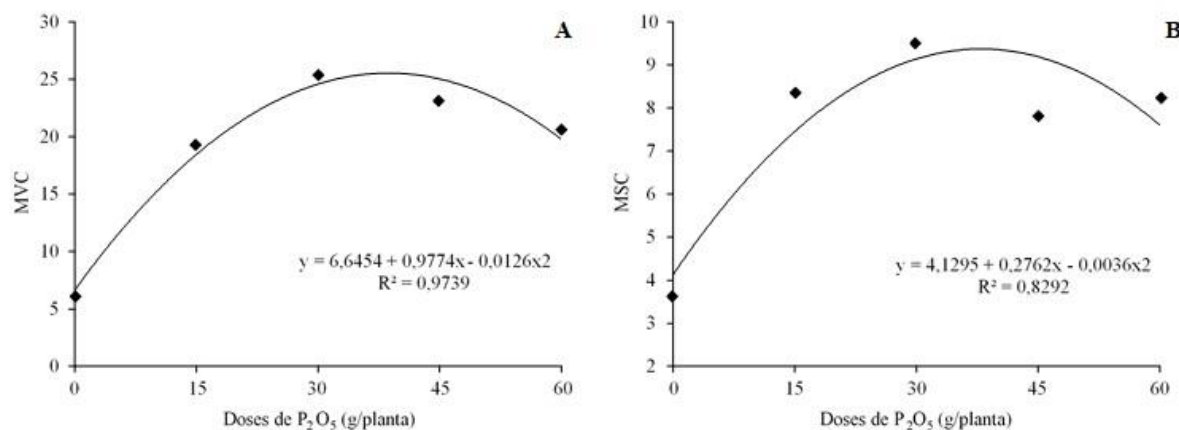 A
30
25
20
15
10
5
0
MVC
y = 6,6454 + 0,9774x - 0,0126x2
R² = 0,9739
0 15 30 45 60
Doses de P₂O₅ (g/planta)
B
10
9
8
7
6
5
4
3
2
MSC
y = 4,1295 + 0,2762x - 0,0036x2
R² = 0,8292
0 15 30 45 60
Doses de P₂O₅ (g/planta)